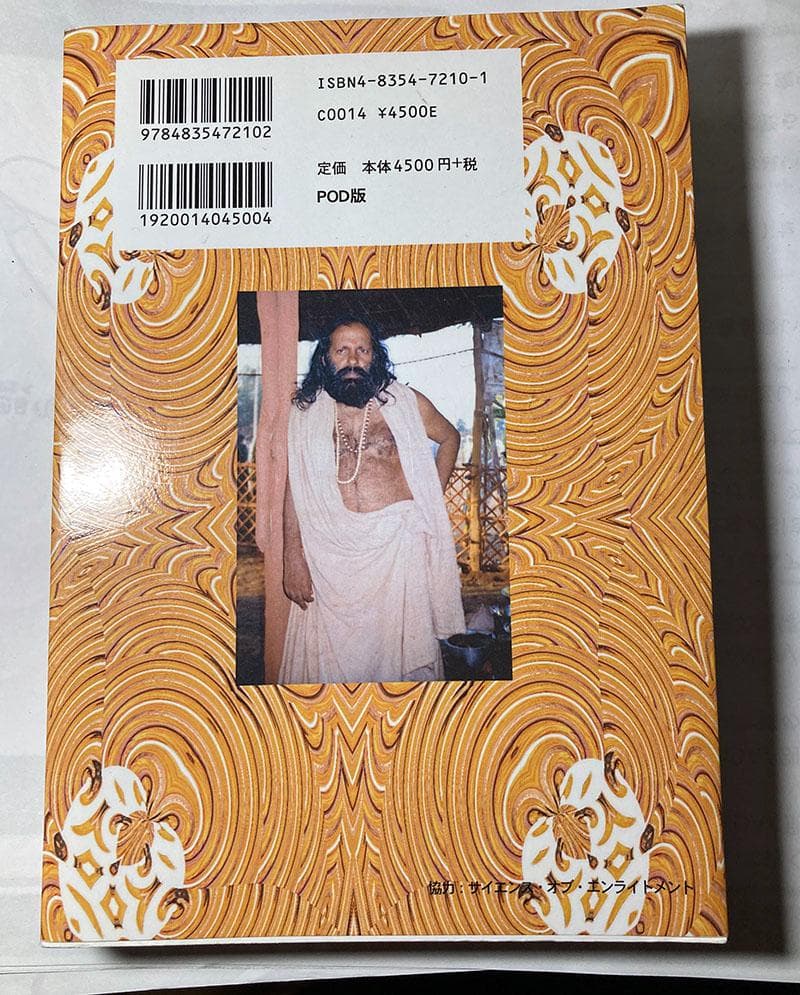 ISBN4-8354-7210-1
C0014 ¥4500E
9784835472102
定価 本体4500円+税
POD版
1920014045004
協力:サイエンス・オブ・エンライトメント